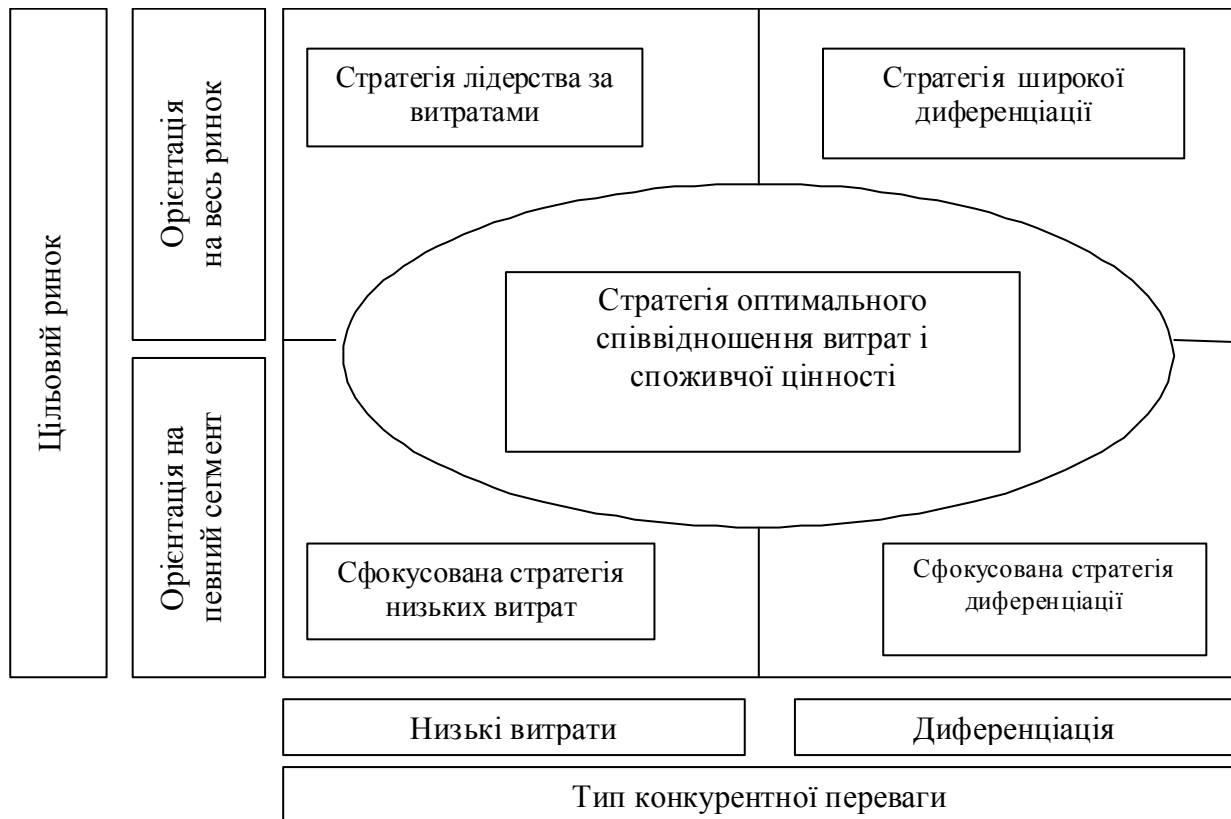 Цільовий ринок
Орієнтація
на весь ринок
Стратегія лідерства за
витратами
Стратегія широкої
диференціації
Стратегія оптимального
співвідношення витрат і
споживчої цінності
Орієнтація на
певний сегмент
Сфокусована стратегія
низьких витрат
Сфокусована стратегія
диференціації
Низькі витрати
Диференціація
Тип конкурентної переваги